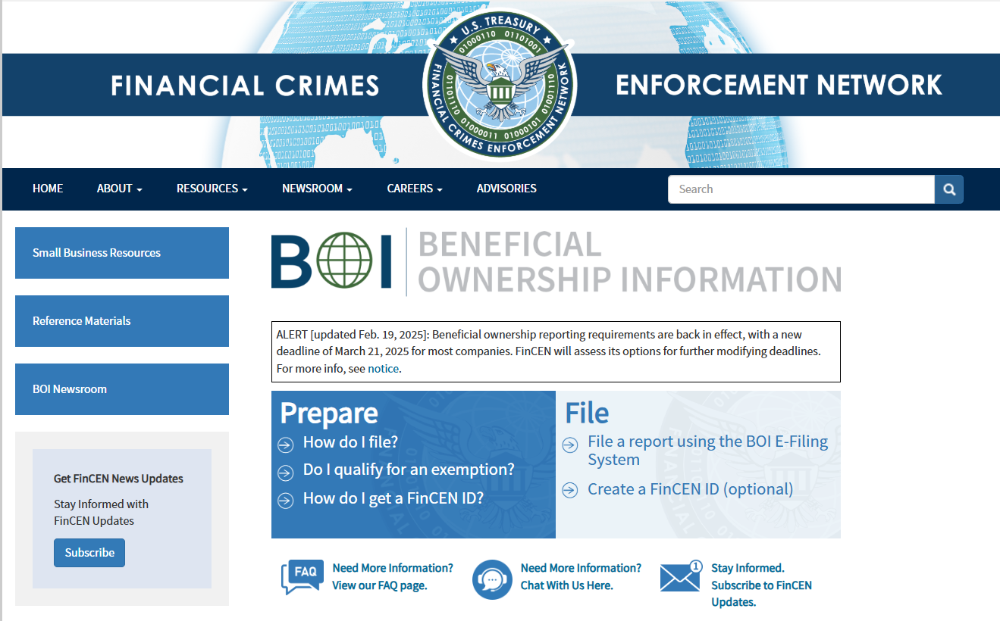 FINANCIAL CRIMES
ENFORCEMENT NETWORK
U.S. TREASURY
FINANCIAL CRIMES ENFORCEMENT NETWORK
01000110 01101001
01101110 01000011 01000101 01001110
HOME
ABOUT
RESOURCES
NEWSROOM
CAREERS
ADVISORIES
Search
Small Business Resources
Reference Materials
BOI Newsroom
Get FinCEN News Updates
Stay Informed with
FinCEN Updates
Subscribe
BOI
BENEFICIAL
OWNERSHIP INFORMATION
ALERT [updated Feb. 19, 2025]: Beneficial ownership reporting requirements are back in effect, with a new
deadline of March 21, 2025 for most companies. FinCEN will assess its options for further modifying deadlines.
For more info, see notice.
Prepare
How do I file?
Do I qualify for an exemption?
How do I get a FinCEN ID?
File
File a report using the BOI E-Filing
System
Create a FinCEN ID (optional)
FAQ
Need More Information?
View our FAQ page.
Need More Information?
Chat With Us Here.
1
Stay Informed.
Subscribe to FinCEN
Updates.